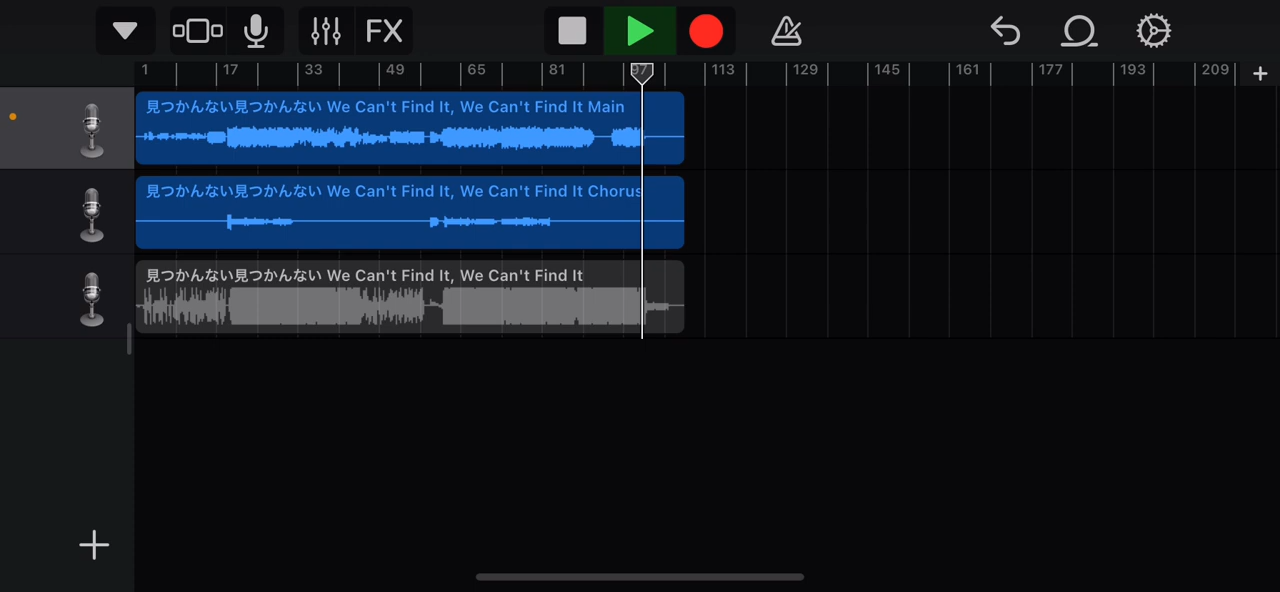 FX
1 17 33 49 65 81 97 113 129 145 161 177 193 209
見つかんない見つかんない We Can't Find It, We Can't Find It Main
見つかんない見つかんない We Can't Find It, We Can't Find It Chorus
見つかんない見つかんない We Can't Find It, We Can't Find It